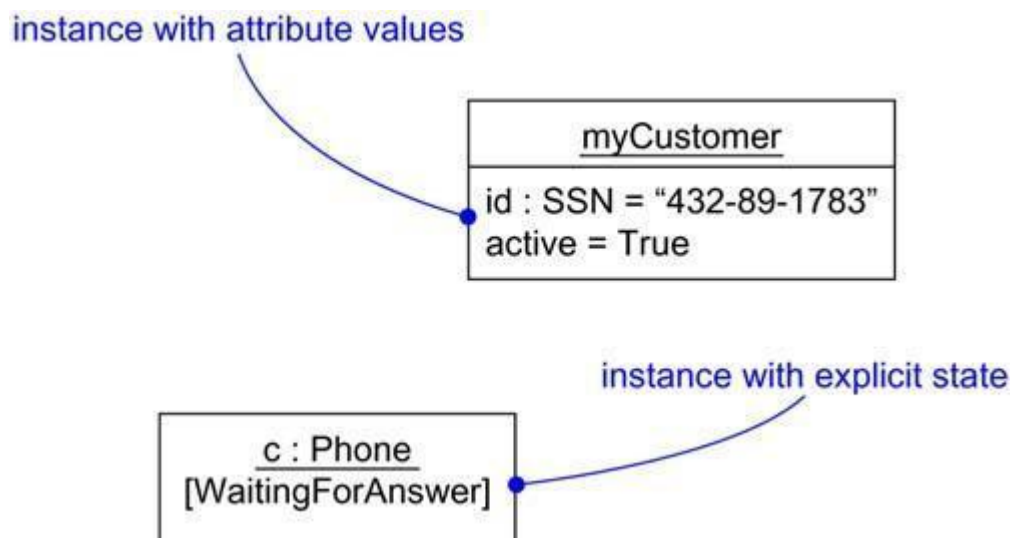 instance with attribute values
myCustomer
id : SSN = “432-89-1783”
active = True
instance with explicit state
c : Phone
[WaitingForAnswer]